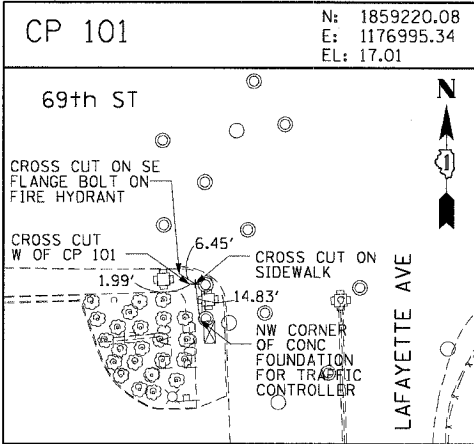 CP 101
N: 1859220.08
E: 1176995.34
EL: 17.01
69th ST
N
1
CROSS CUT ON SE
FLANGE BOLT ON
FIRE HYDRANT
CROSS CUT
W OF CP 101
6.45'
1.99'
CROSS CUT ON
SIDEWALK
14.83'
NW CORNER
OF CONC
FOUNDATION
FOR TRAFFIC
CONTROLLER
LAFAYETTE AVE